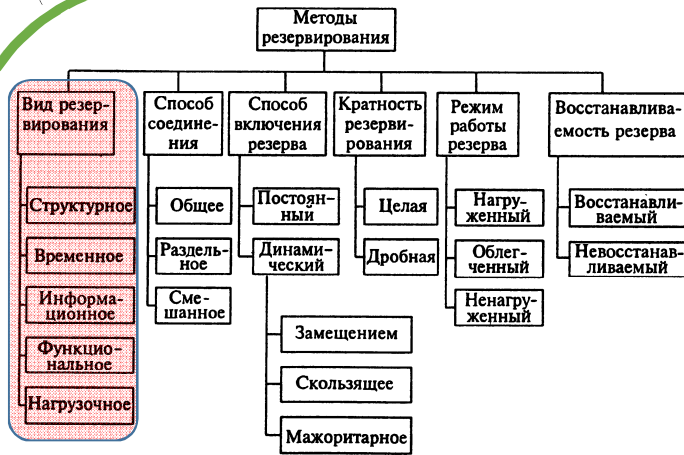 Методы
резервирования
Вид резер-
вирования
Способ
соединe-
ния
Способ
включения
резерва
Кратность
резерви-
рования
Режим
работы
резерва
Восстанавлива-
емость резерва
Структурное
Общее
Постоян-
ный
Целая
Нагру-
женный
Восстанавли-
ваемый
Временное
Раздель-
ное
Динами-
ческий
Дробная
Облег-
ченный
Невосстанав-
ливаемый
Информа-
ционное
Сме-
шанное
Ненагру-
женный
Функцио-
нальное
Замещением
Нагрузочное
Скользящее
Мажоритарное